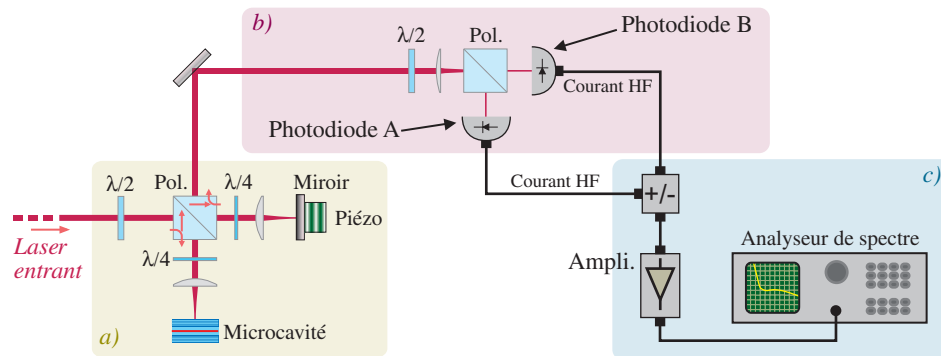 b)
λ/2
Pol.
Photodiode B
Courant HF
Photodiode A
Courant HF
c)
+/-
Analyseur de spectre
Ampli.
λ/2
Pol.
λ/4
Miroir
Piézo
Laser
entrant
λ/4
Microcavité
a)